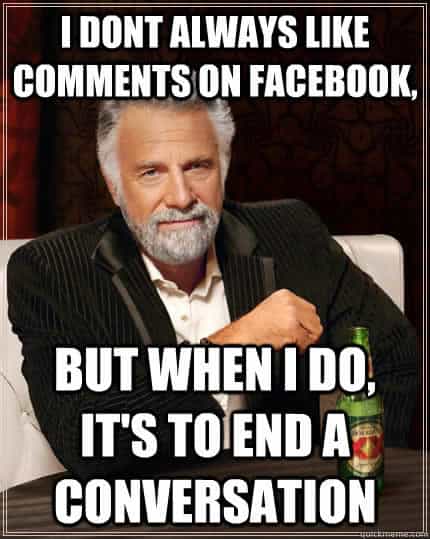 I DONT ALWAYS LIKE
COMMENTS ON FACEBOOK,
BUT WHEN I DO,
IT'S TO END A
CONVERSATION
quickmeme.com